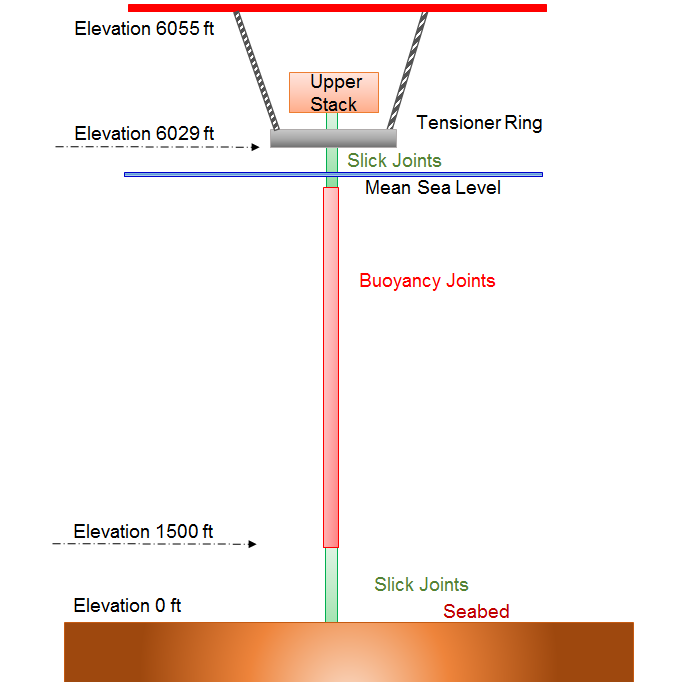 Elevation 6055 ft
Upper
Stack
Tensioner Ring
Elevation 6029 ft
Slick Joints
Mean Sea Level
Buoyancy Joints
Elevation 1500 ft
Slick Joints
Elevation 0 ft
Seabed